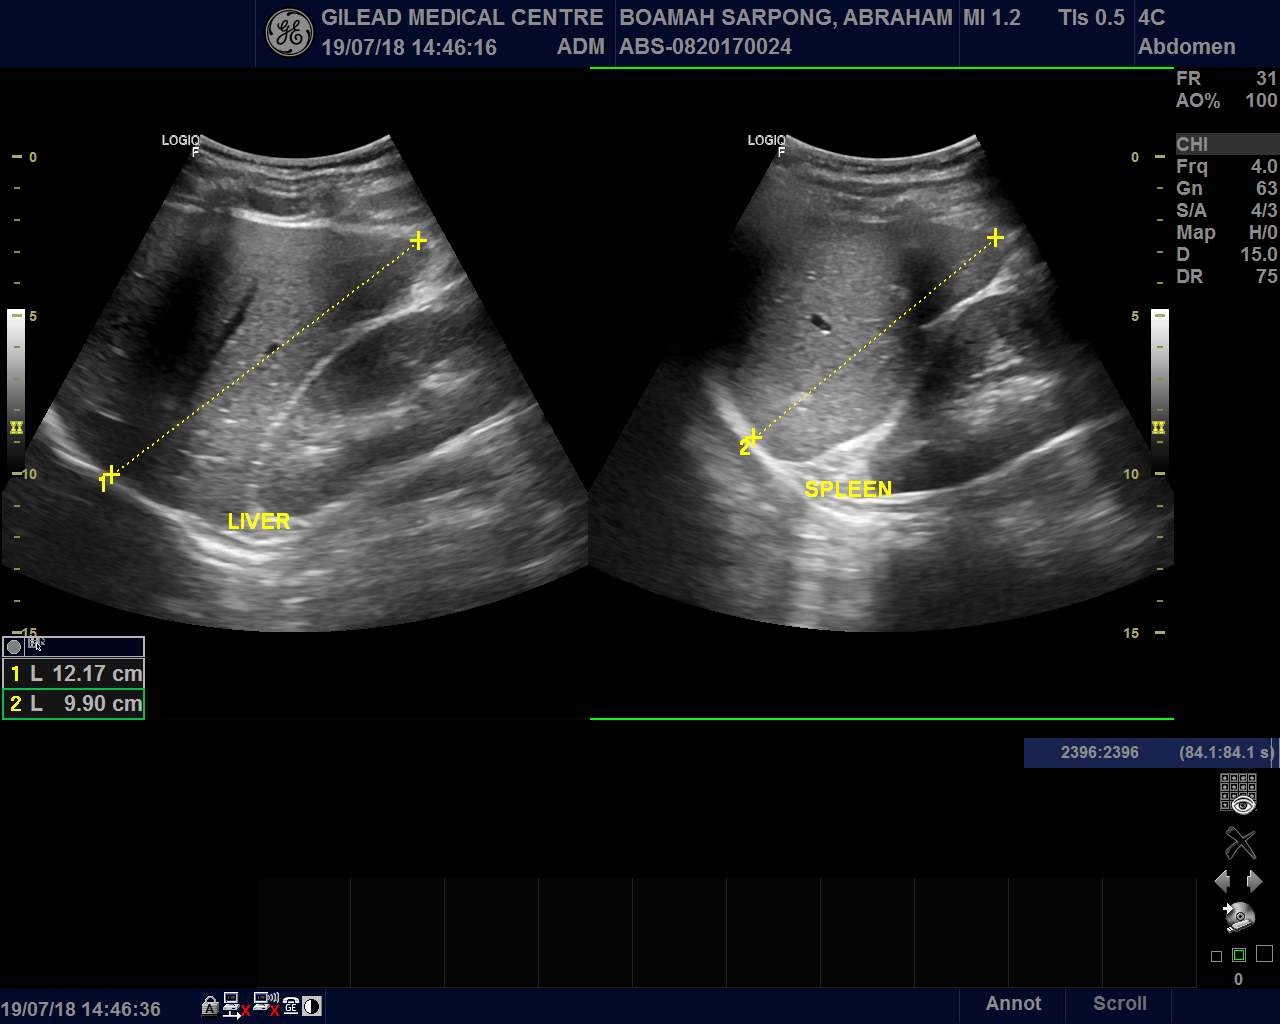 GILEAD MEDICAL CENTRE
19/07/18 14:46:16 ADM
BOAMAH SARPONG, ABRAHAM
ABS-0820170024
MI 1.2 TIs 0.5
4C
Abdomen
FR 31
AO% 100
CHI
Frq 4.0
Gn 63
S/A 4/3
Map H/0
D 15.0
DR 75
LOGIQ
F
0
5
10
15
1
LIVER
LOGIQ
F
0
5
10
15
2
SPLEEN
1 L 12.17 cm
2 L 9.90 cm
2396:2396 (84.1:84.1 s)
0
19/07/18 14:46:36
A
GE
Annot
Scroll